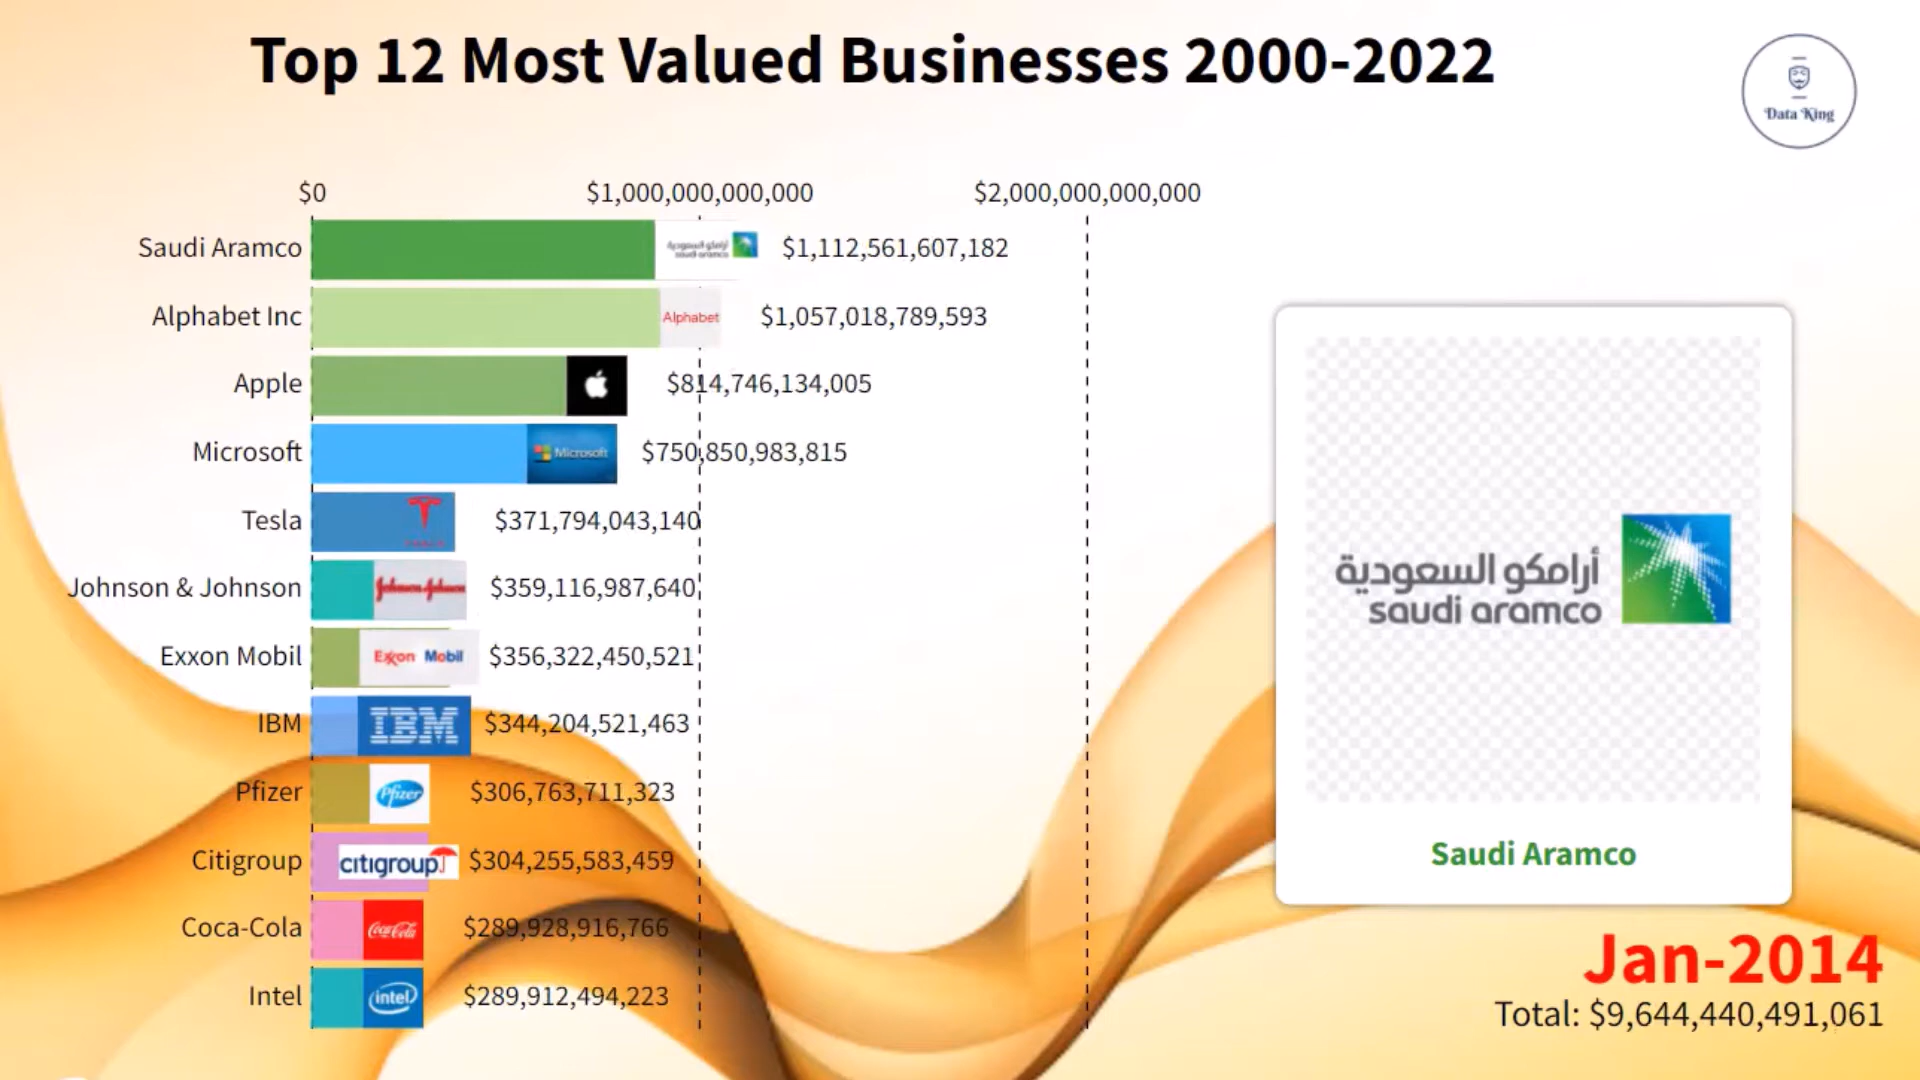 Top 12 Most Valued Businesses 2000-2022
Data King
$0 $1,000,000,000,000 $2,000,000,000,000
Saudi Aramco أرامكو السعودية saudi aramco $1,112,561,607,182
Alphabet Inc Alphabet $1,057,018,789,593
Apple $814,746,134,005
Microsoft Microsoft $750,850,983,815
Tesla $371,794,043,140
Johnson & Johnson Johnson & Johnson $359,116,987,640
Exxon Mobil Exxon Mobil $356,322,450,521
IBM IBM $344,204,521,463
Pfizer Pfizer $306,763,711,323
Citigroup citigroup $304,255,583,459
Coca-Cola Coca-Cola $289,928,916,766
Intel intel $289,912,494,223
أرامكو السعودية
saudi aramco
Saudi Aramco
Jan-2014
Total: $9,644,440,491,061